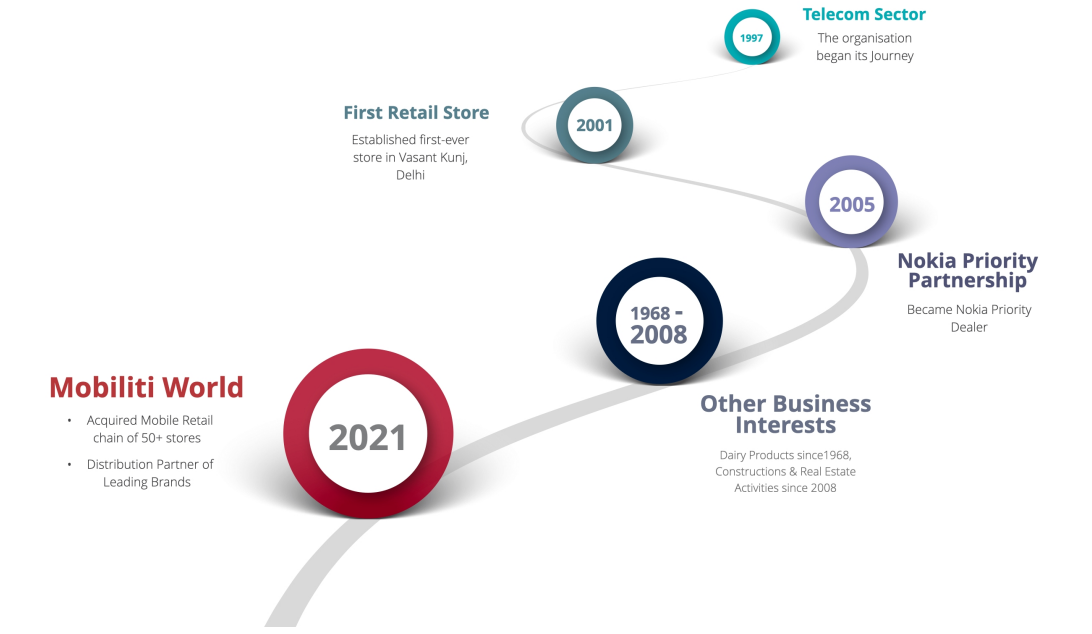 Telecom Sector
1997
The organisation
began its Journey
First Retail Store
2001
Established first-ever
store in Vasant Kunj,
Delhi
2005
Nokia Priority
Partnership
Became Nokia Priority
Dealer
1968 -
2008
Other Business
Interests
Dairy Products since1968,
Constructions & Real Estate
Activities since 2008
Mobiliti World
• Acquired Mobile Retail
chain of 50+ stores
• Distribution Partner of
Leading Brands
2021